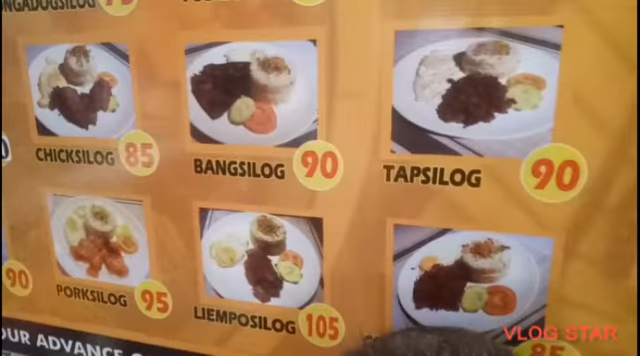 CHICKSILOG 85
BANGSILOG 90
TAPSILOG 90
90
PORKSILOG 95
LIEMPOSILOG 105
VLOG STAR